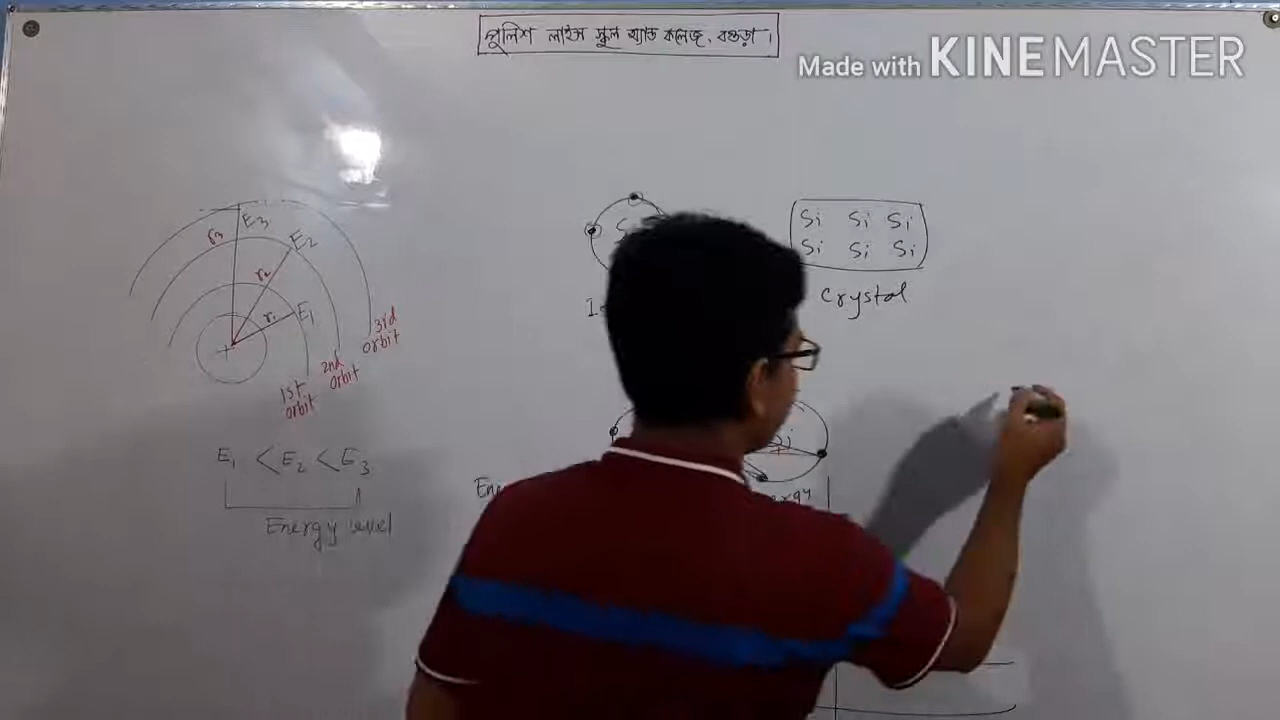 পুলিশ লাইন্স স্কুল অ্যান্ড কলেজ, বগুড়া।
Made with KINEMASTER
E3
r3
E2
r2
E1
r1
+
3rd orbit
2nd orbit
1st orbit
E1 < E2 < E3
Energy level
Si Si Si
Si Si Si
Crystal